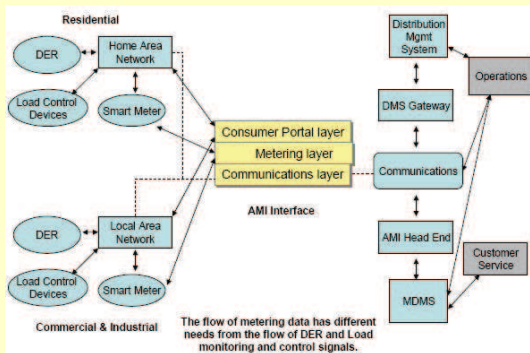 Residential
DER
Home Area
Network
Load Control
Devices
Smart Meter
Consumer Portal layer
Metering layer
Communications layer
AMI Interface
DER
Local Area
Network
Load Control
Devices
Smart Meter
Commercial & Industrial
Distribution
Mgmt
System
Operations
DMS Gateway
Communications
AMI Head End
Customer
Service
MDMS
The flow of metering data has different
needs from the flow of DER and Load
monitoring and control signals.